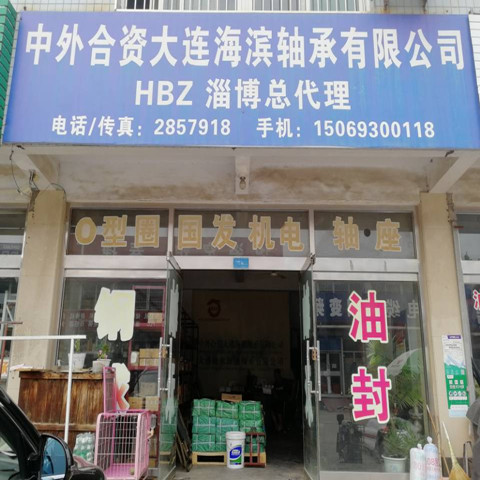 中外合资大连海滨轴承有限公司
HBZ 淄博总代理
电话/传真：2857918 手机：15069300118
O型圈 国发机电 轴座
油封